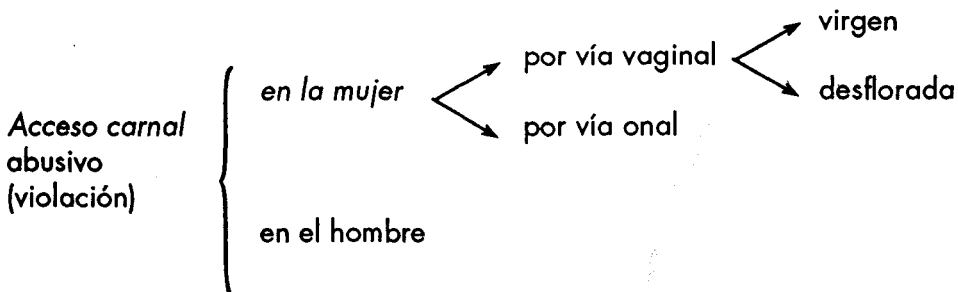 Acceso carnal
abusivo
(violación)
en la mujer
por vía vaginal
virgen
desflorada
por vía onal
en el hombre